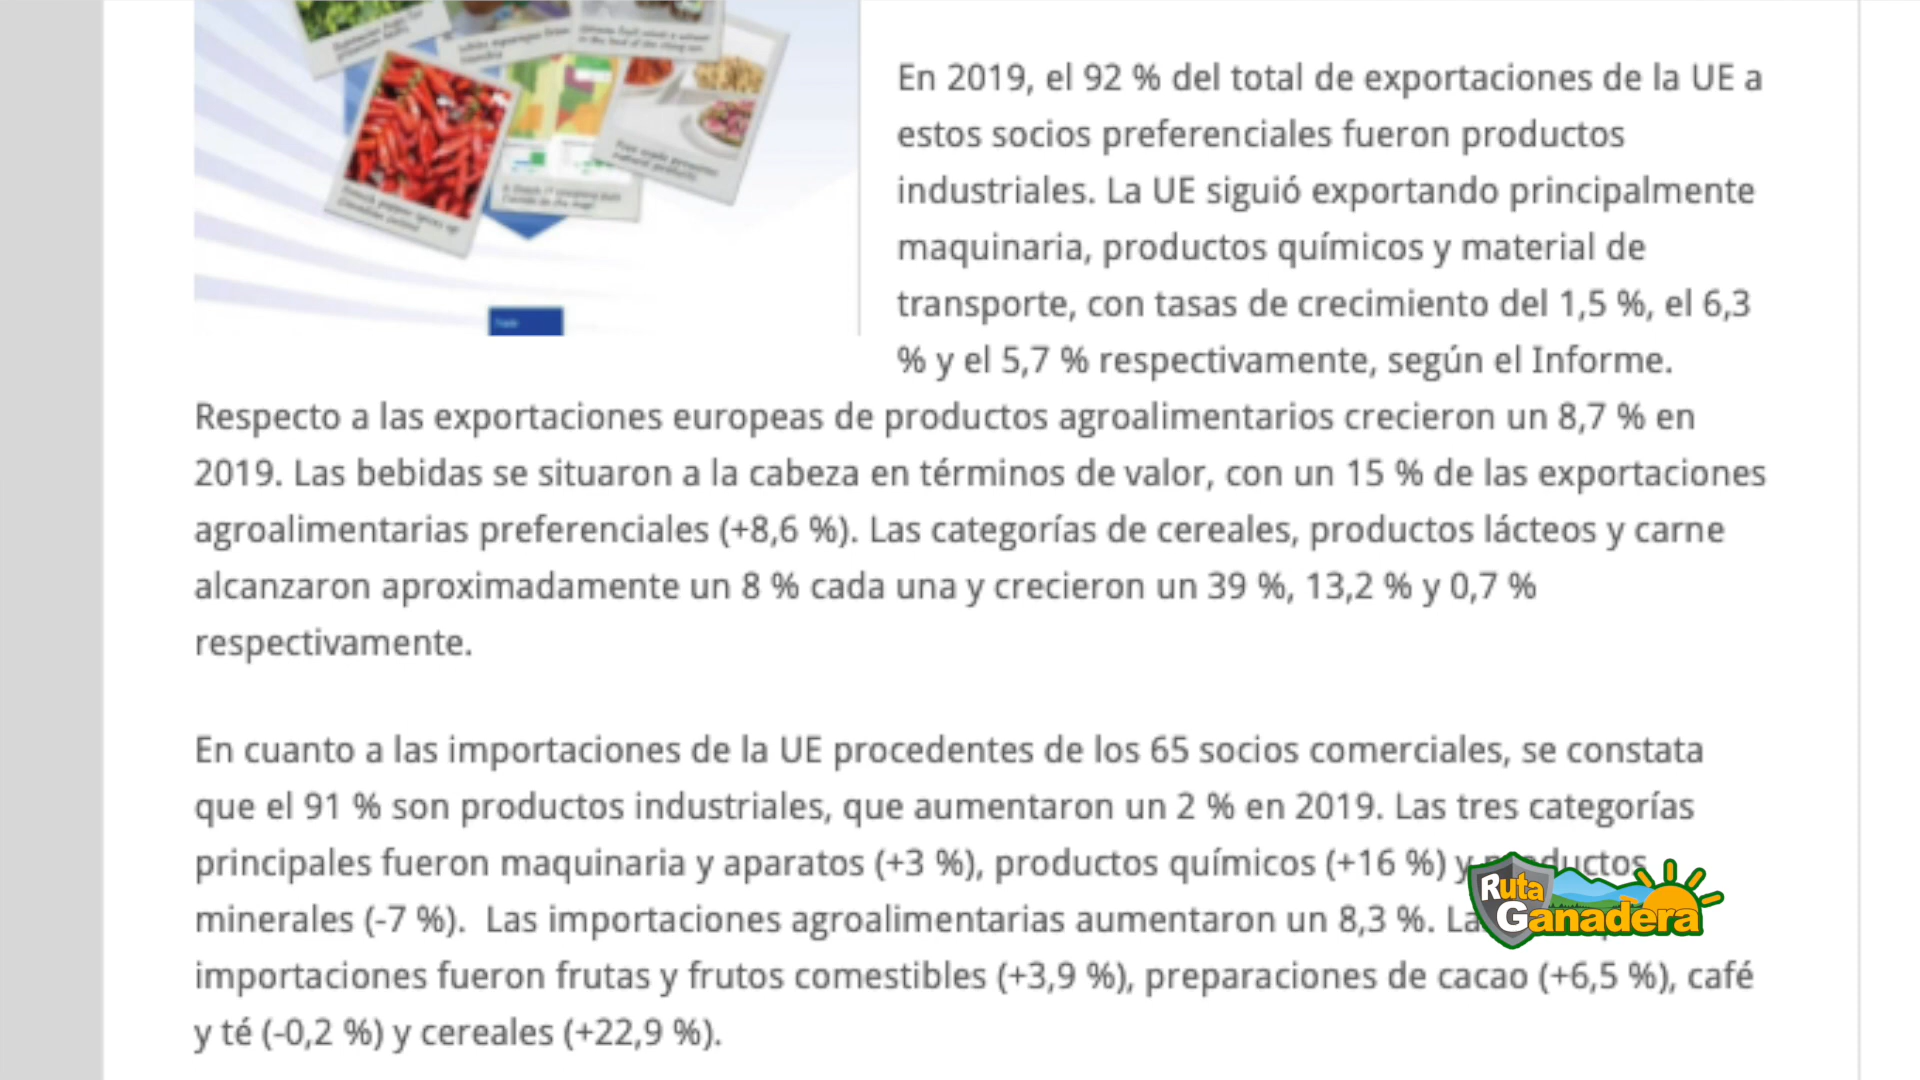 En 2019, el 92 % del total de exportaciones de la UE a
estos socios preferenciales fueron productos
industriales. La UE siguió exportando principalmente
maquinaria, productos químicos y material de
transporte, con tasas de crecimiento del 1,5 %, el 6,3
% y el 5,7 % respectivamente, según el Informe.
Respecto a las exportaciones europeas de productos agroalimentarios crecieron un 8,7 % en
2019. Las bebidas se situaron a la cabeza en términos de valor, con un 15 % de las exportaciones
agroalimentarias preferenciales (+8,6 %). Las categorías de cereales, productos lácteos y carne
alcanzaron aproximadamente un 8 % cada una y crecieron un 39 %, 13,2 % y 0,7 %
respectivamente.
En cuanto a las importaciones de la UE procedentes de los 65 socios comerciales, se constata
que el 91 % son productos industriales, que aumentaron un 2 % en 2019. Las tres categorías
principales fueron maquinaria y aparatos (+3 %), productos químicos (+16 %) y productos
minerales (-7 %).  Las importaciones agroalimentarias aumentaron un 8,3 %.
importaciones fueron frutas y frutos comestibles (+3,9 %), preparaciones de cacao (+6,5 %), café
y té (-0,2 %) y cereales (+22,9 %).
Ruta
Ganadera